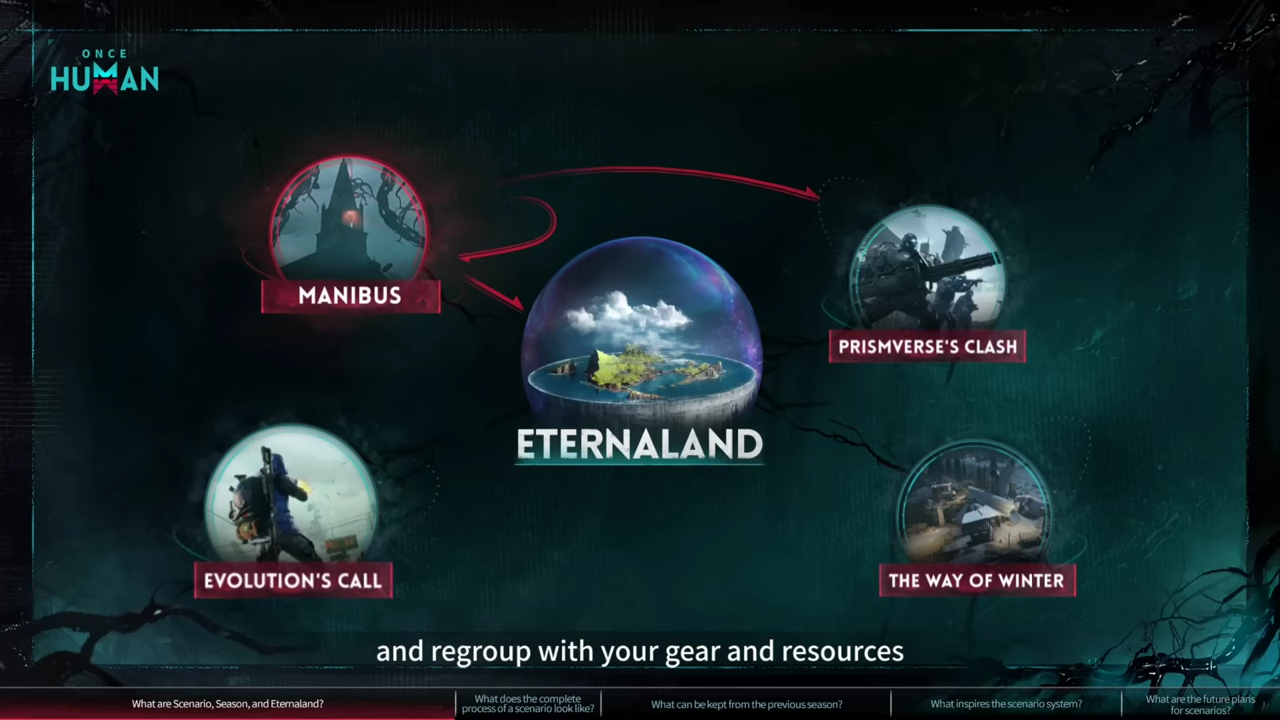 ONCE
HUMAN
MANIBUS
PRISMVERSE'S CLASH
ETERNALAND
EVOLUTION'S CALL
THE WAY OF WINTER
and regroup with your gear and resources
What are Scenario, Season, and Eternaland?
What does the complete
process of a scenario look like?
What can be kept from the previous season?
What inspires the scenario system?
What are the future plans
for scenarios?